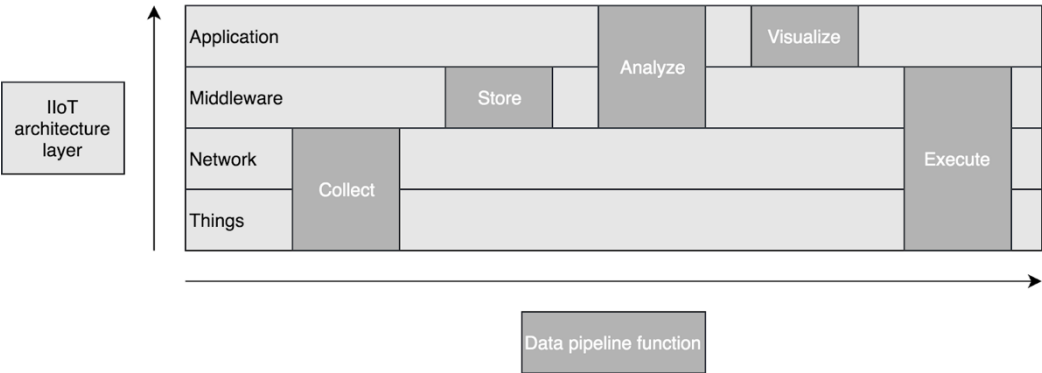 Application
Visualize
Analyze
IIoT
architecture
layer
Middleware
Store
Network
Execute
Collect
Things
Data pipeline function